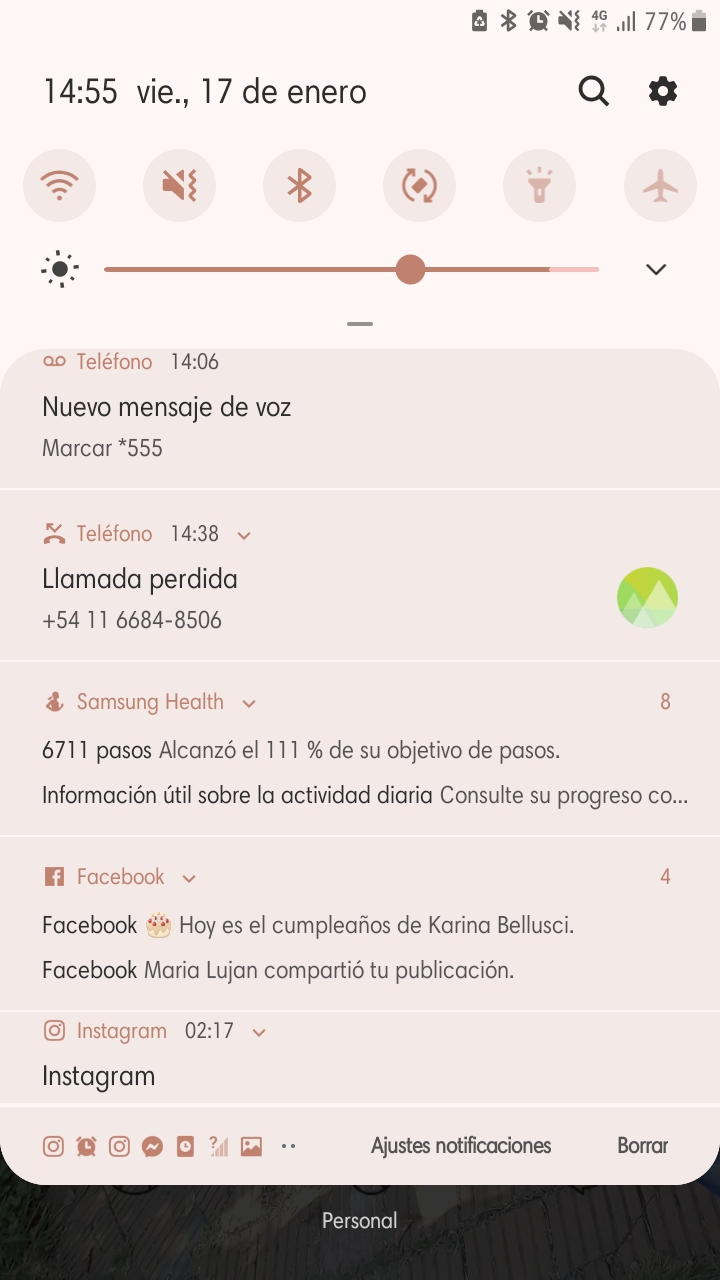 4G 77%
14:55 vie., 17 de enero
Teléfono 14:06
Nuevo mensaje de voz
Marcar *555
Teléfono 14:38
Llamada perdida
+54 11 6684-8506
Samsung Health 8
6711 pasos Alcanzó el 111 % de su objetivo de pasos.
Información útil sobre la actividad diaria Consulte su progreso co...
Facebook 4
Facebook 🎂 Hoy es el cumpleaños de Karina Bellusci.
Facebook Maria Lujan compartió tu publicación.
Instagram 02:17
Instagram
Ajustes notificaciones Borrar
Personal